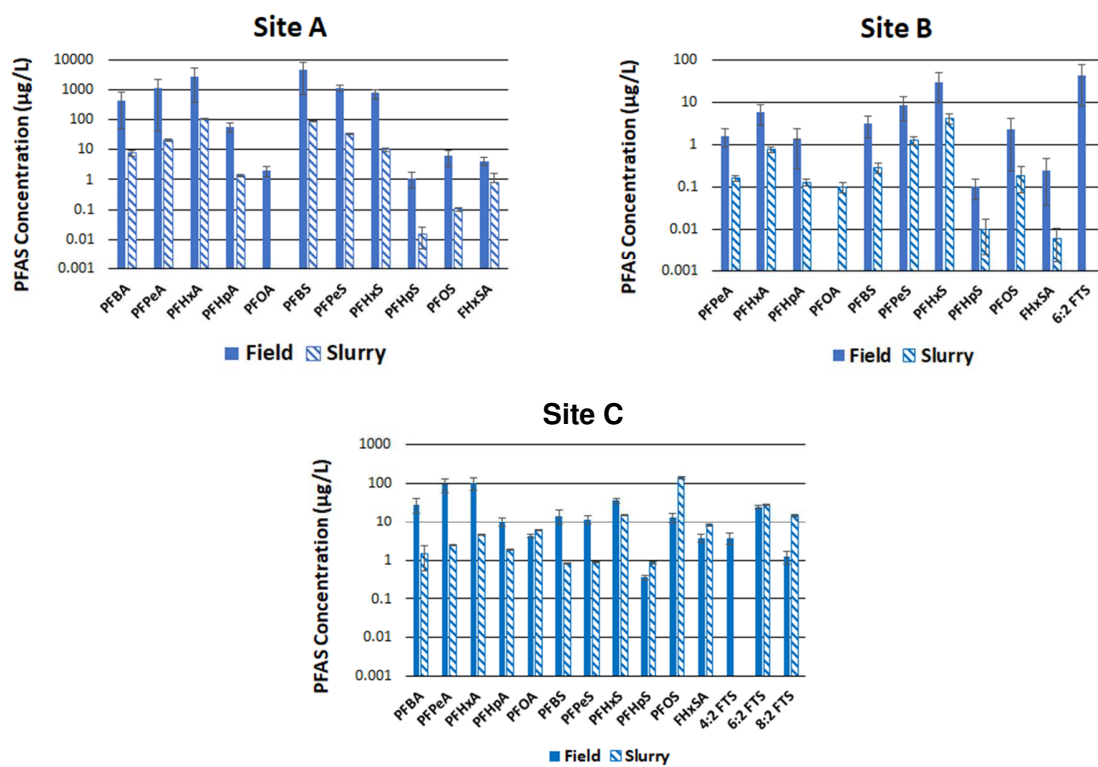 Site A
PFAS Concentration (µg/L)
10000
1000
100
10
1
0.1
0.01
0.001
PFBA
PFPeA
PFHxA
PFHpA
PFOA
PFBS
PFPeS
PFHxS
PFHpS
PFOS
FHxSA
Field
Slurry
Site B
PFAS Concentration (µg/L)
100
10
1
0.1
0.01
0.001
PFPeA
PFHxA
PFHpA
PFOA
PFBS
PFPeS
PFHxS
PFHpS
PFOS
FHxSA
6:2 FTS
Field
Slurry
Site C
PFAS Concentration (µg/L)
1000
100
10
1
0.1
0.01
0.001
PFBA
PFPeA
PFHxA
PFHpA
PFOA
PFBS
PFPeS
PFHxS
PFHpS
PFOS
FHxSA
4:2 FTS
6:2 FTS
8:2 FTS
Field
Slurry